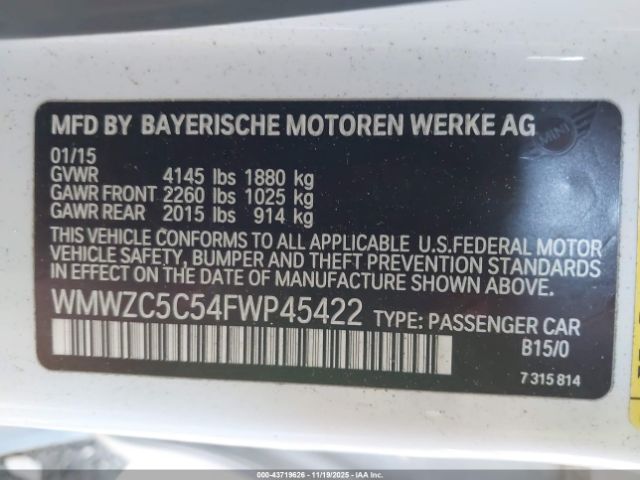 MFD BY BAYERISCHE MOTOREN WERKE AG
MINI
01/15
GVWR 4145 lbs 1880 kg
GAWR FRONT 2260 lbs 1025 kg
GAWR REAR 2015 lbs 914 kg
THIS VEHICLE CONFORMS TO ALL APPLICABLE U.S.FEDERAL MOTOR
VEHICLE SAFETY, BUMPER AND THEFT PREVENTION STANDARDS
IN EFFECT ON THE DATE OF MANUFACTURE SHOWN ABOVE.
WMWZC5C54FWP45422 TYPE: PASSENGER CAR
B15/0
7 315 814
000-43719626 - 11/19/2025 - IAAI.COM